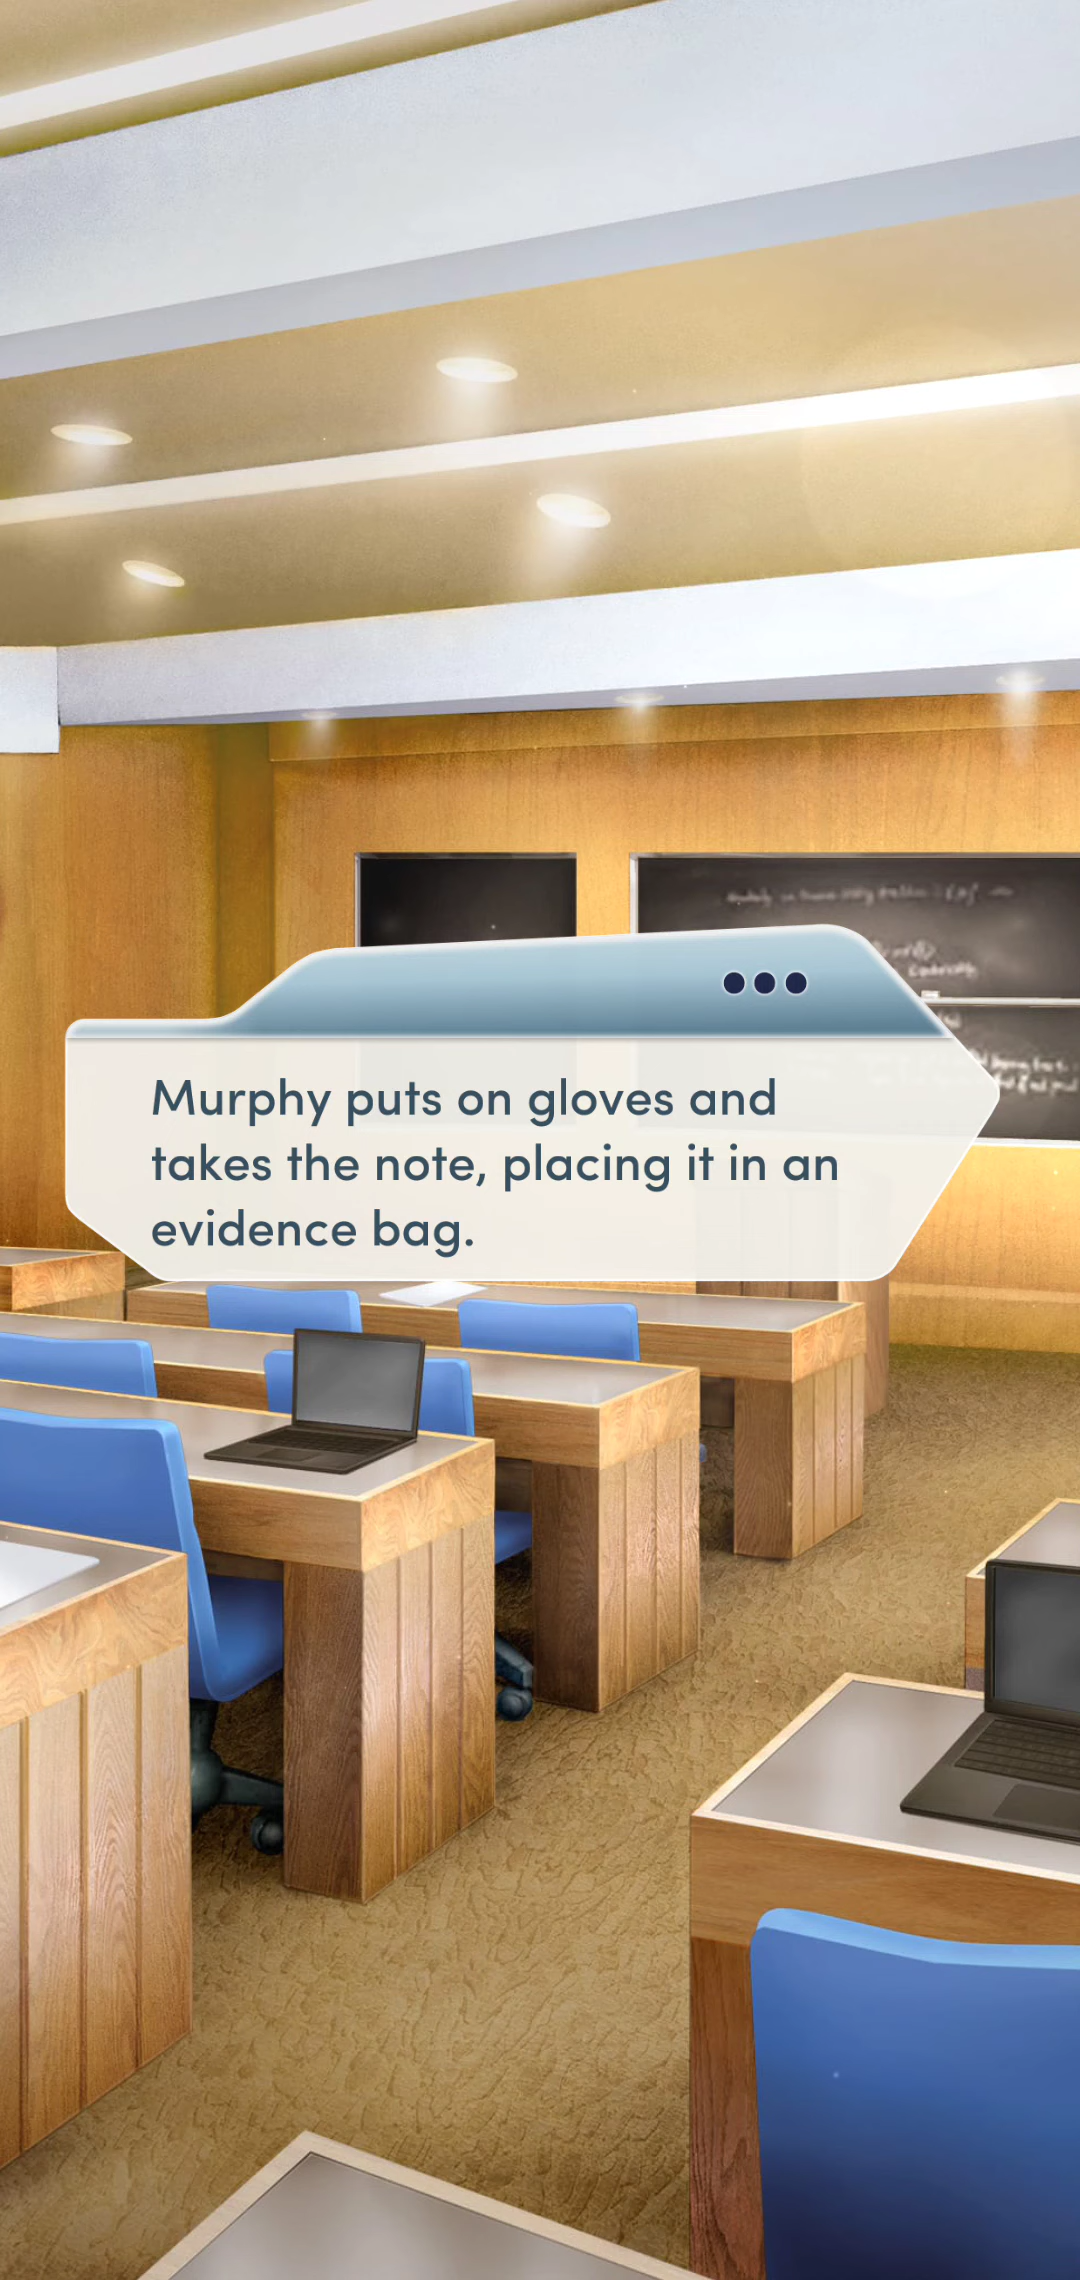 Murphy puts on gloves and
takes the note, placing it in an
evidence bag.